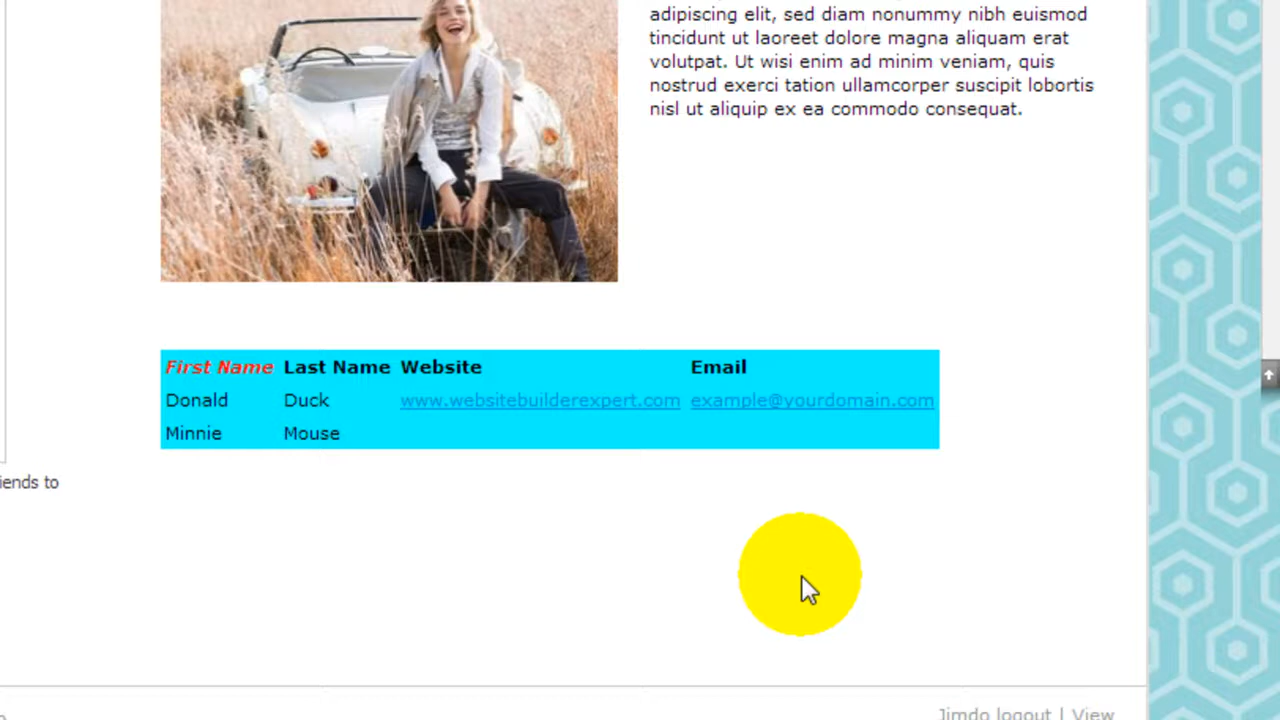 adipiscing elit, sed diam nonummy nibh euismod
tincidunt ut laoreet dolore magna aliquam erat
volutpat. Ut wisi enim ad minim veniam, quis
nostrud exerci tation ullamcorper suscipit lobortis
nisl ut aliquip ex ea commodo consequat.
First Name Last Name Website Email
Donald Duck www.websitebuilderexpert.com example@yourdomain.com
Minnie Mouse
iends to
Jimdo logout | View